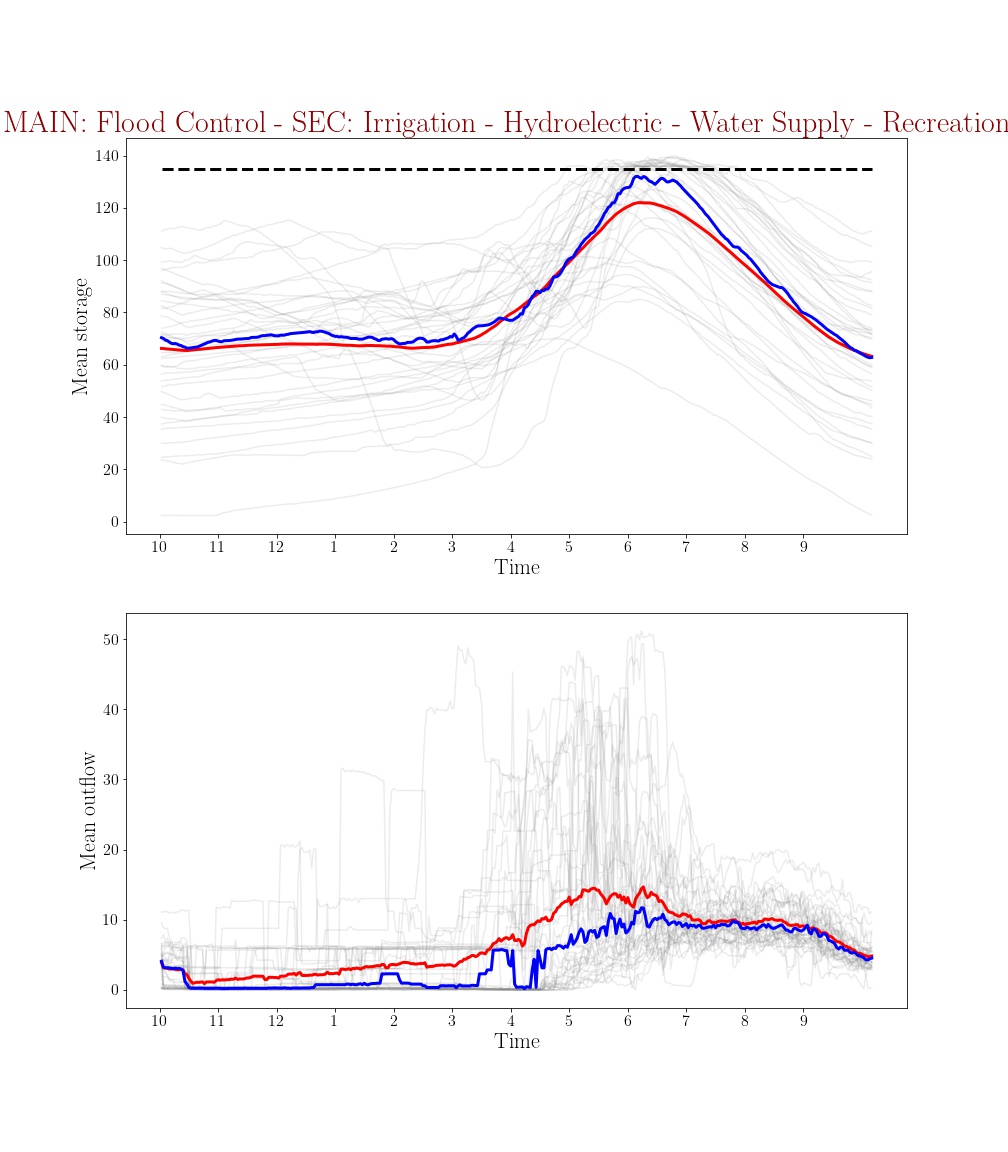 MAIN: Flood Control - SEC: Irrigation - Hydroelectric - Water Supply - Recreation
140
120
100
80
60
40
20
0
Mean storage
10 11 12 1 2 3 4 5 6 7 8 9
Time
50
40
30
20
10
0
Mean outflow
10 11 12 1 2 3 4 5 6 7 8 9
Time